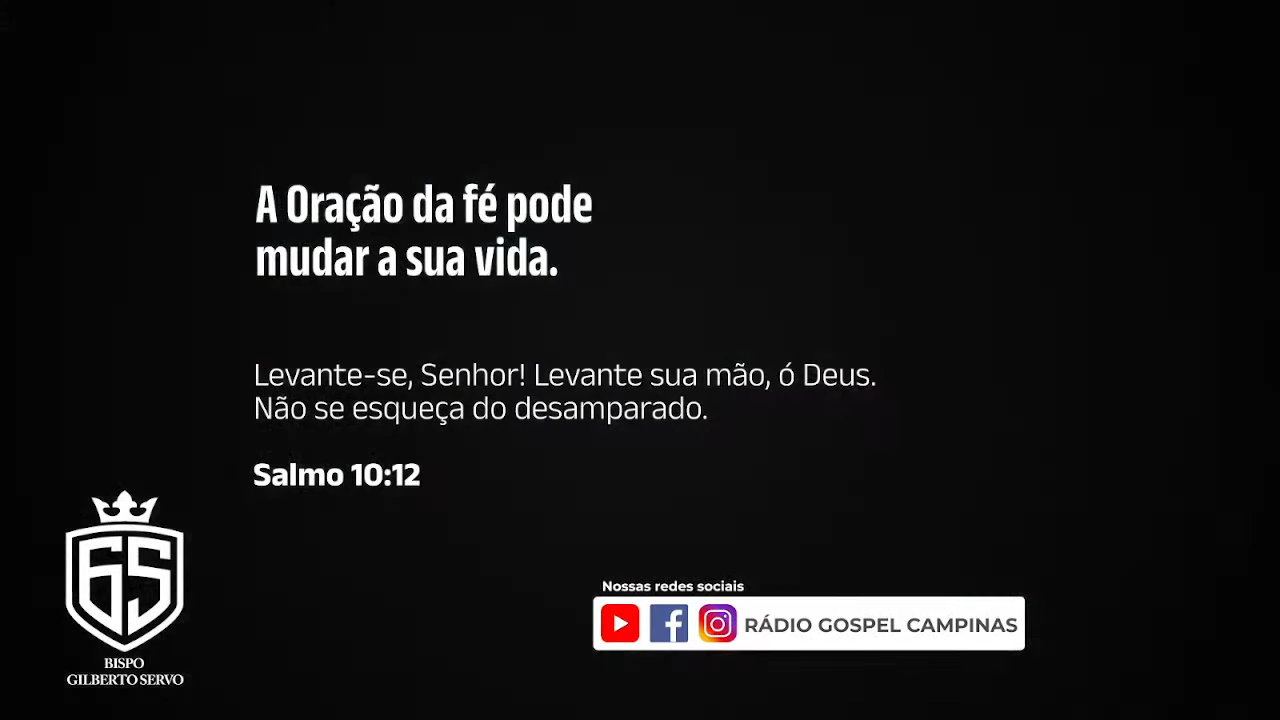 A Oração da fé pode
mudar a sua vida.
Levante-se, Senhor! Levante sua mão, ó Deus.
Não se esqueça do desamparado.
Salmo 10:12
GS
BISPO
GILBERTO SERVO
Nossas redes sociais
RÁDIO GOSPEL CAMPINAS